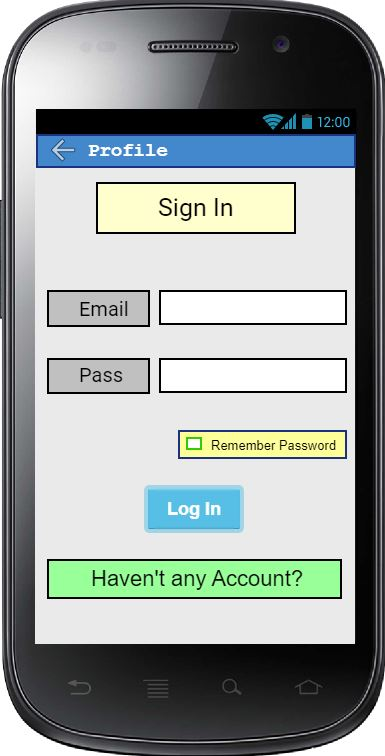 12:00
Profile
Sign In
Email
Pass
Remember Password
Log In
Haven't any Account?